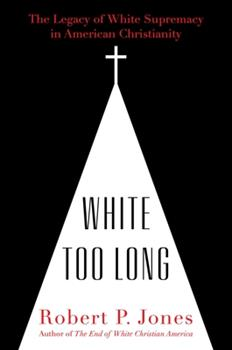 The Legacy of White Supremacy
in American Christianity
WHITE
TOO LONG
Robert P. Jones
Author of The End of White Christian America